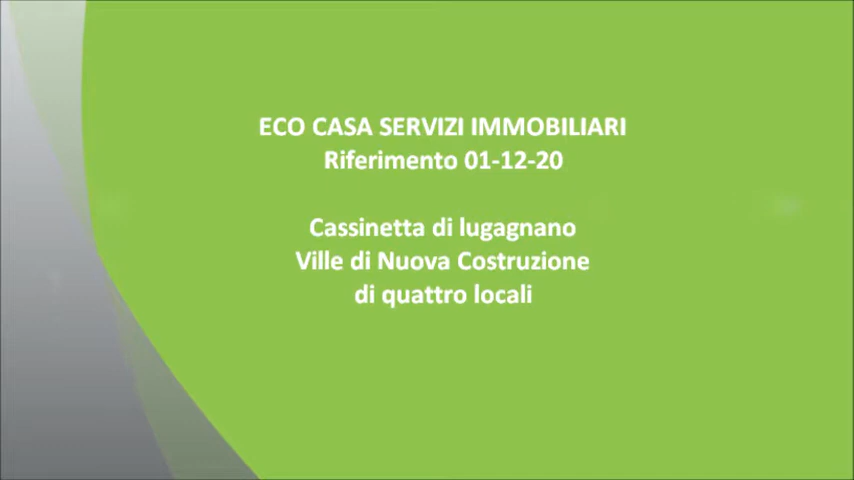 ECO CASA SERVIZI IMMOBILIARI
Riferimento 01-12-20
Cassinetta di lugagnano
Ville di Nuova Costruzione
di quattro locali